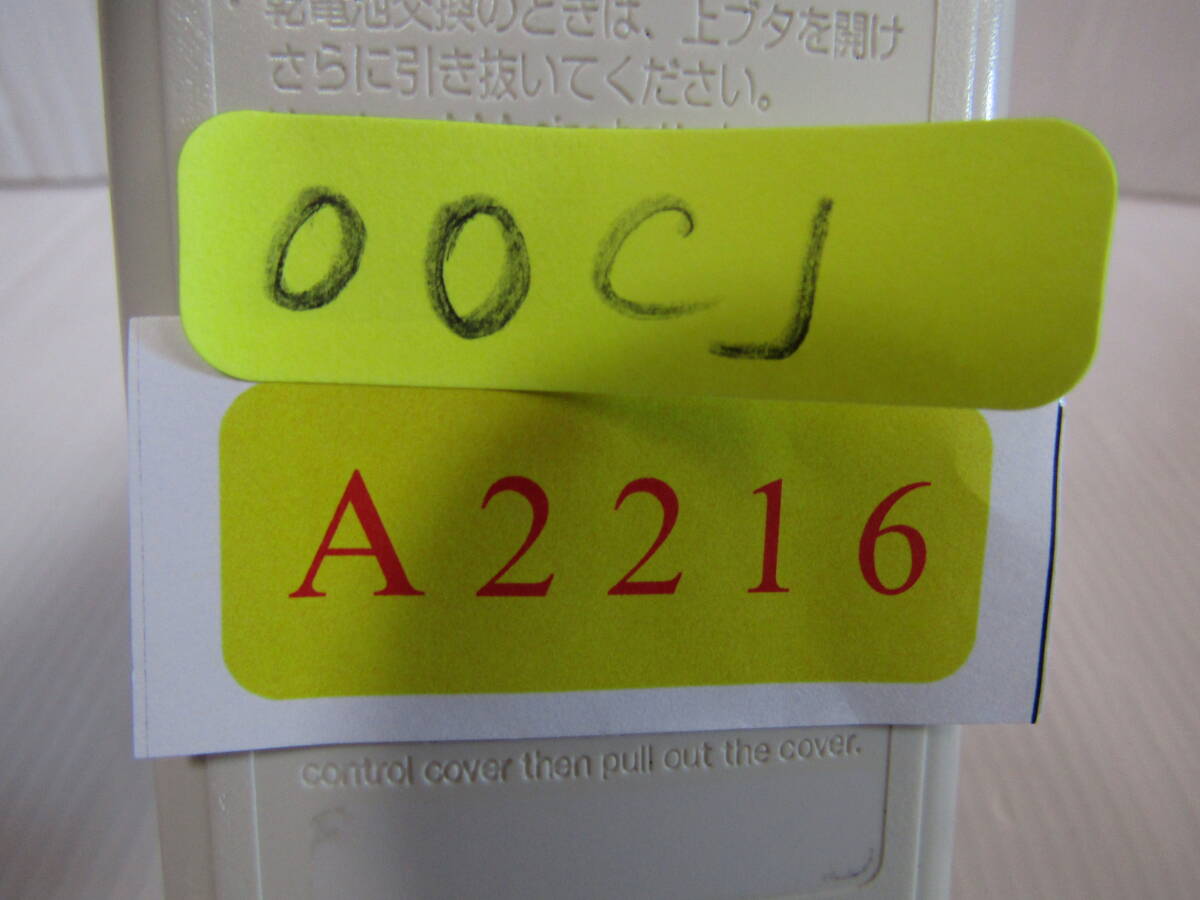 乾電池交換のときは、上ブタを開け
さらに引き抜いてください。
00CJ
A2216
control cover then pull out the cover.